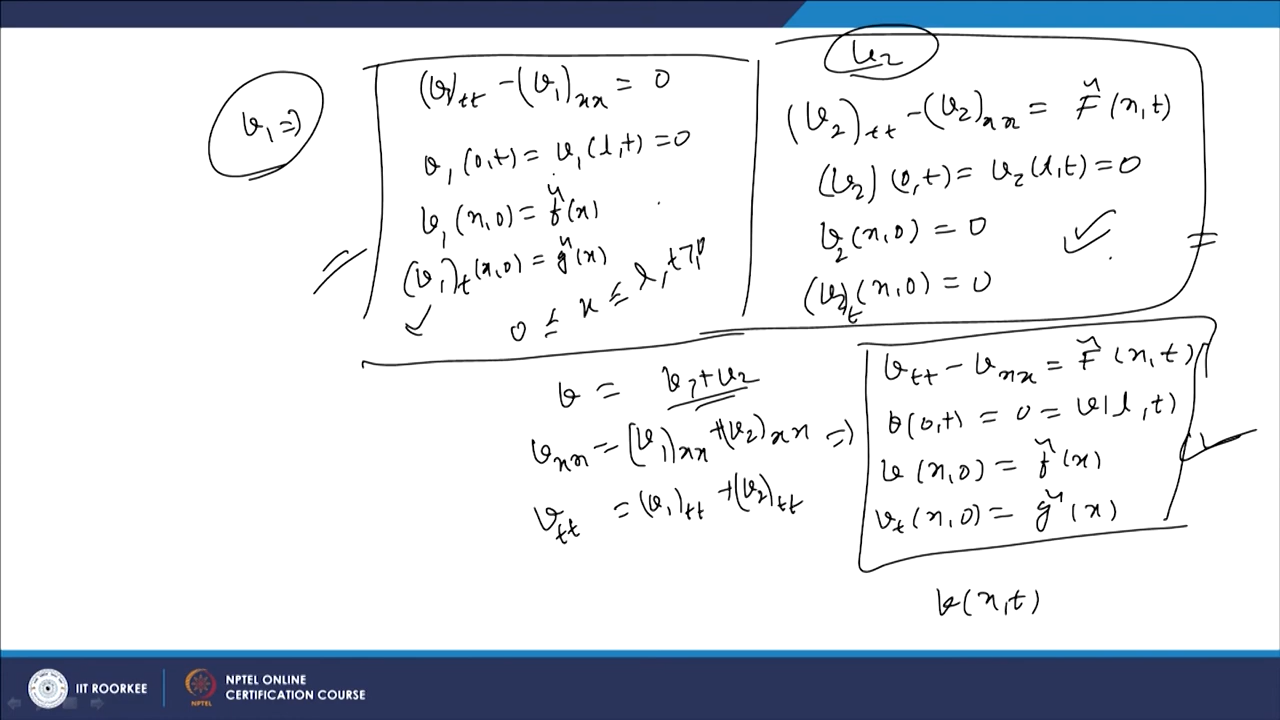 v₁ ⇒
(v₁)tt - (v₁)xx = 0
v₁(0,t) = v₁(l,t) = 0
v₁(x,0) = f̃(x)
(v₁)t(x,0) = g̃(x)
0 ≤ x ≤ l, t ≥ 0
v₂
(v₂)tt - (v₂)xx = F̃(x,t)
(v₂)(0,t) = v₂(l,t) = 0
v₂(x,0) = 0
(v₂)t(x,0) = 0
v = v₁ + v₂
vxx = (v₁)xx + (v₂)xx ⇒
vtt = (v₁)tt + (v₂)tt
vtt - vxx = F̃(x,t)
v(0,t) = 0 = v(l,t)
v(x,0) = f̃(x)
vt(x,0) = g̃(x)
v(x,t)
IIT ROORKEE
NPTEL ONLINE
CERTIFICATION COURSE
NPTEL